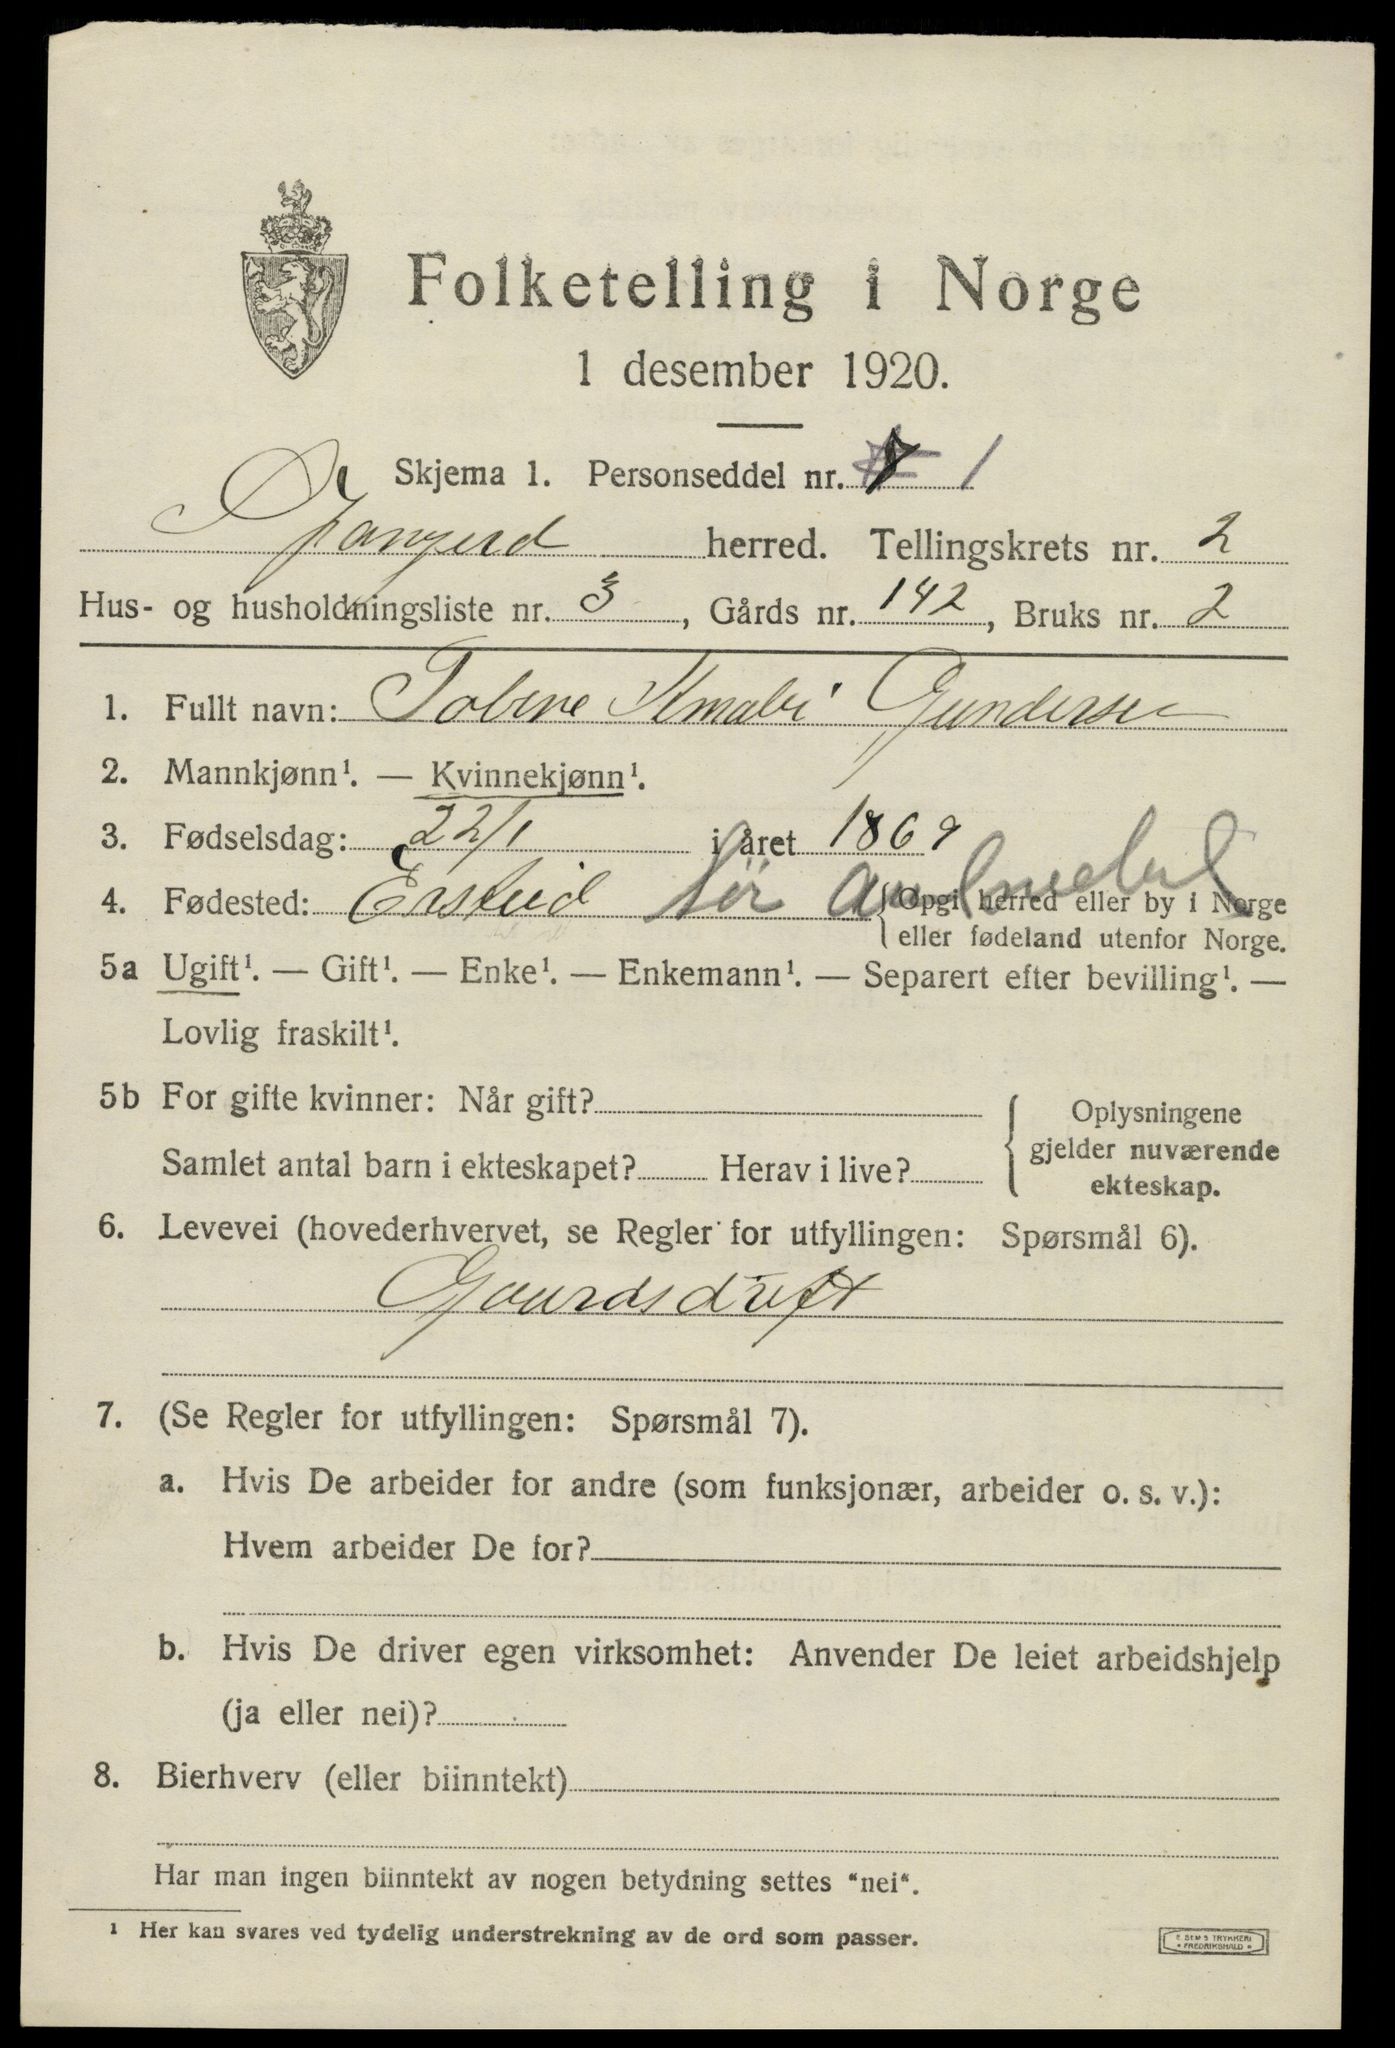 Folketelling i Norge
1 desember 1920.
Skjema 1. Personseddel nr. 1
Spangereid herred. Tellingskrets nr. 2
Hus- og husholdningsliste nr. 3, Gårds nr. 142, Bruks nr. 2
1. Fullt navn: Tobine Amalie Gundersen
2. Mannkjønn¹. — Kvinnekjønn¹.
3. Fødselsdag: 22/1 i året 1869
4. Fødested: Sør Audnedal {Opgi herred eller by i Norge
eller fødeland utenfor Norge.
5a Ugift¹. — Gift¹. — Enke¹. — Enkemann¹. — Separert efter bevilling¹. —
Lovlig fraskilt¹.
5b For gifte kvinner: Når gift?
Samlet antal barn i ekteskapet? Herav i live?
Oplysningene
gjelder nuværende
ekteskap.
6. Levevei (hovederhvervet, se Regler for utfyllingen: Spørsmål 6).
Gaardsdrift
7. (Se Regler for utfyllingen: Spørsmål 7).
a. Hvis De arbeider for andre (som funksjonær, arbeider o. s. v.):
Hvem arbeider De for?
b. Hvis De driver egen virksomhet: Anvender De leiet arbeidshjelp
(ja eller nei)?
8. Bierhverv (eller biinntekt)
Har man ingen biinntekt av nogen betydning settes "nei".
¹ Her kan svares ved tydelig understrekning av de ord som passer.
E. SEM'S TRYKKERI
FREDRIKSHALD